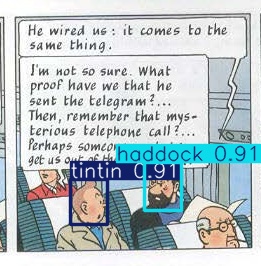 He wired us: it comes to the
same thing.
I'm not so sure. What
proof have we that he
sent the telegram?...
Then, remember that mys-
terious telephone call?...
Perhaps someo
get us out of th
haddock 0.91
tintin 0.91